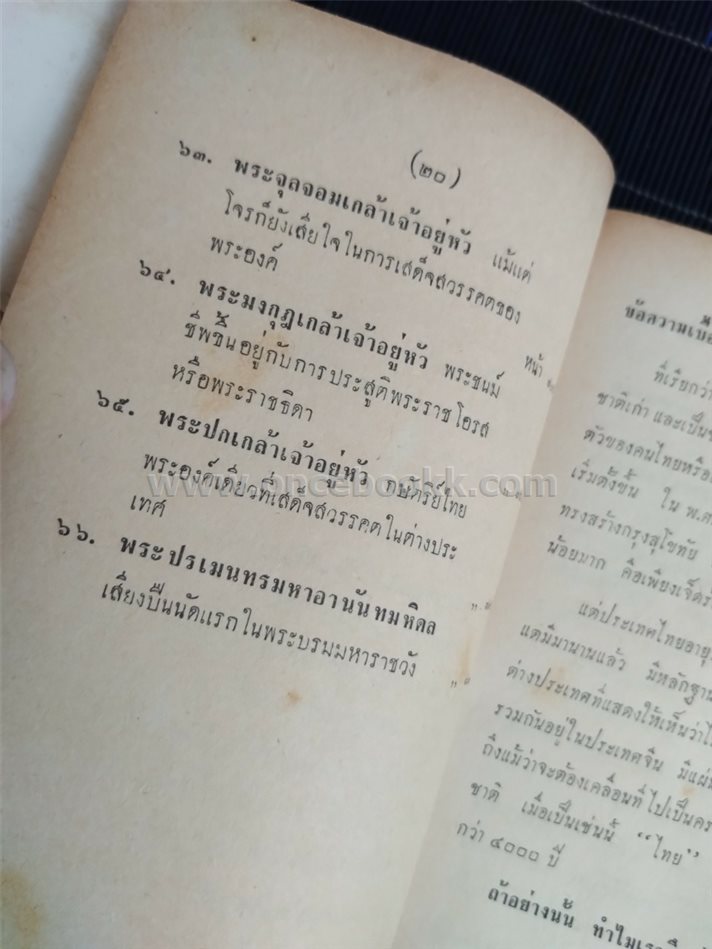 (๒๐)
๖๓. พระจุลจอมเกล้าเจ้าอยู่หัว แม้แต่
โจรก็ยังเสียใจในการเสด็จสวรรคตของ
พระองค์
หน้า
๖๔. พระมงกุฎเกล้าเจ้าอยู่หัว พระชนม์
ชีพขึ้นอยู่กับการประสูติพระราชโอรส
หรือพระราชธิดา
๖๕. พระปกเกล้าเจ้าอยู่หัว กษัตริย์ไทย
พระองค์เดียวที่เสด็จสวรรคตในต่างประ
เทศ
๖๖. พระปรเมนทรมหาอานันทมหิดล
เสี่ยงปืนนัดแรกในพระบรมมหาราชวัง
www.oncebookk.com
ที่เรียกว่า
ชาติเก่า และเป็น
ตัวของคนไทยหรือ
เริ่มตั้งขึ้น ใน พ.ศ.
ทรงสร้างกรุงสุโขทัย
น้อยมาก คือเพียงเจ็ด
แต่ประเทศไทยอายุ
แต่มีมานานแล้ว มีหลักฐาน
ต่างประเทศที่แสดงให้เห็นว่า
รวมกันอยู่ในประเทศจีน
ถึงแม้ว่าจะต้องเคลื่อนที่ไปเป็น
ชาติ เมื่อเป็นเช่นนี้ “ไทย”
กว่า ๔๐๐๐ ปี
ถ้าอย่างนั้น ทำไม